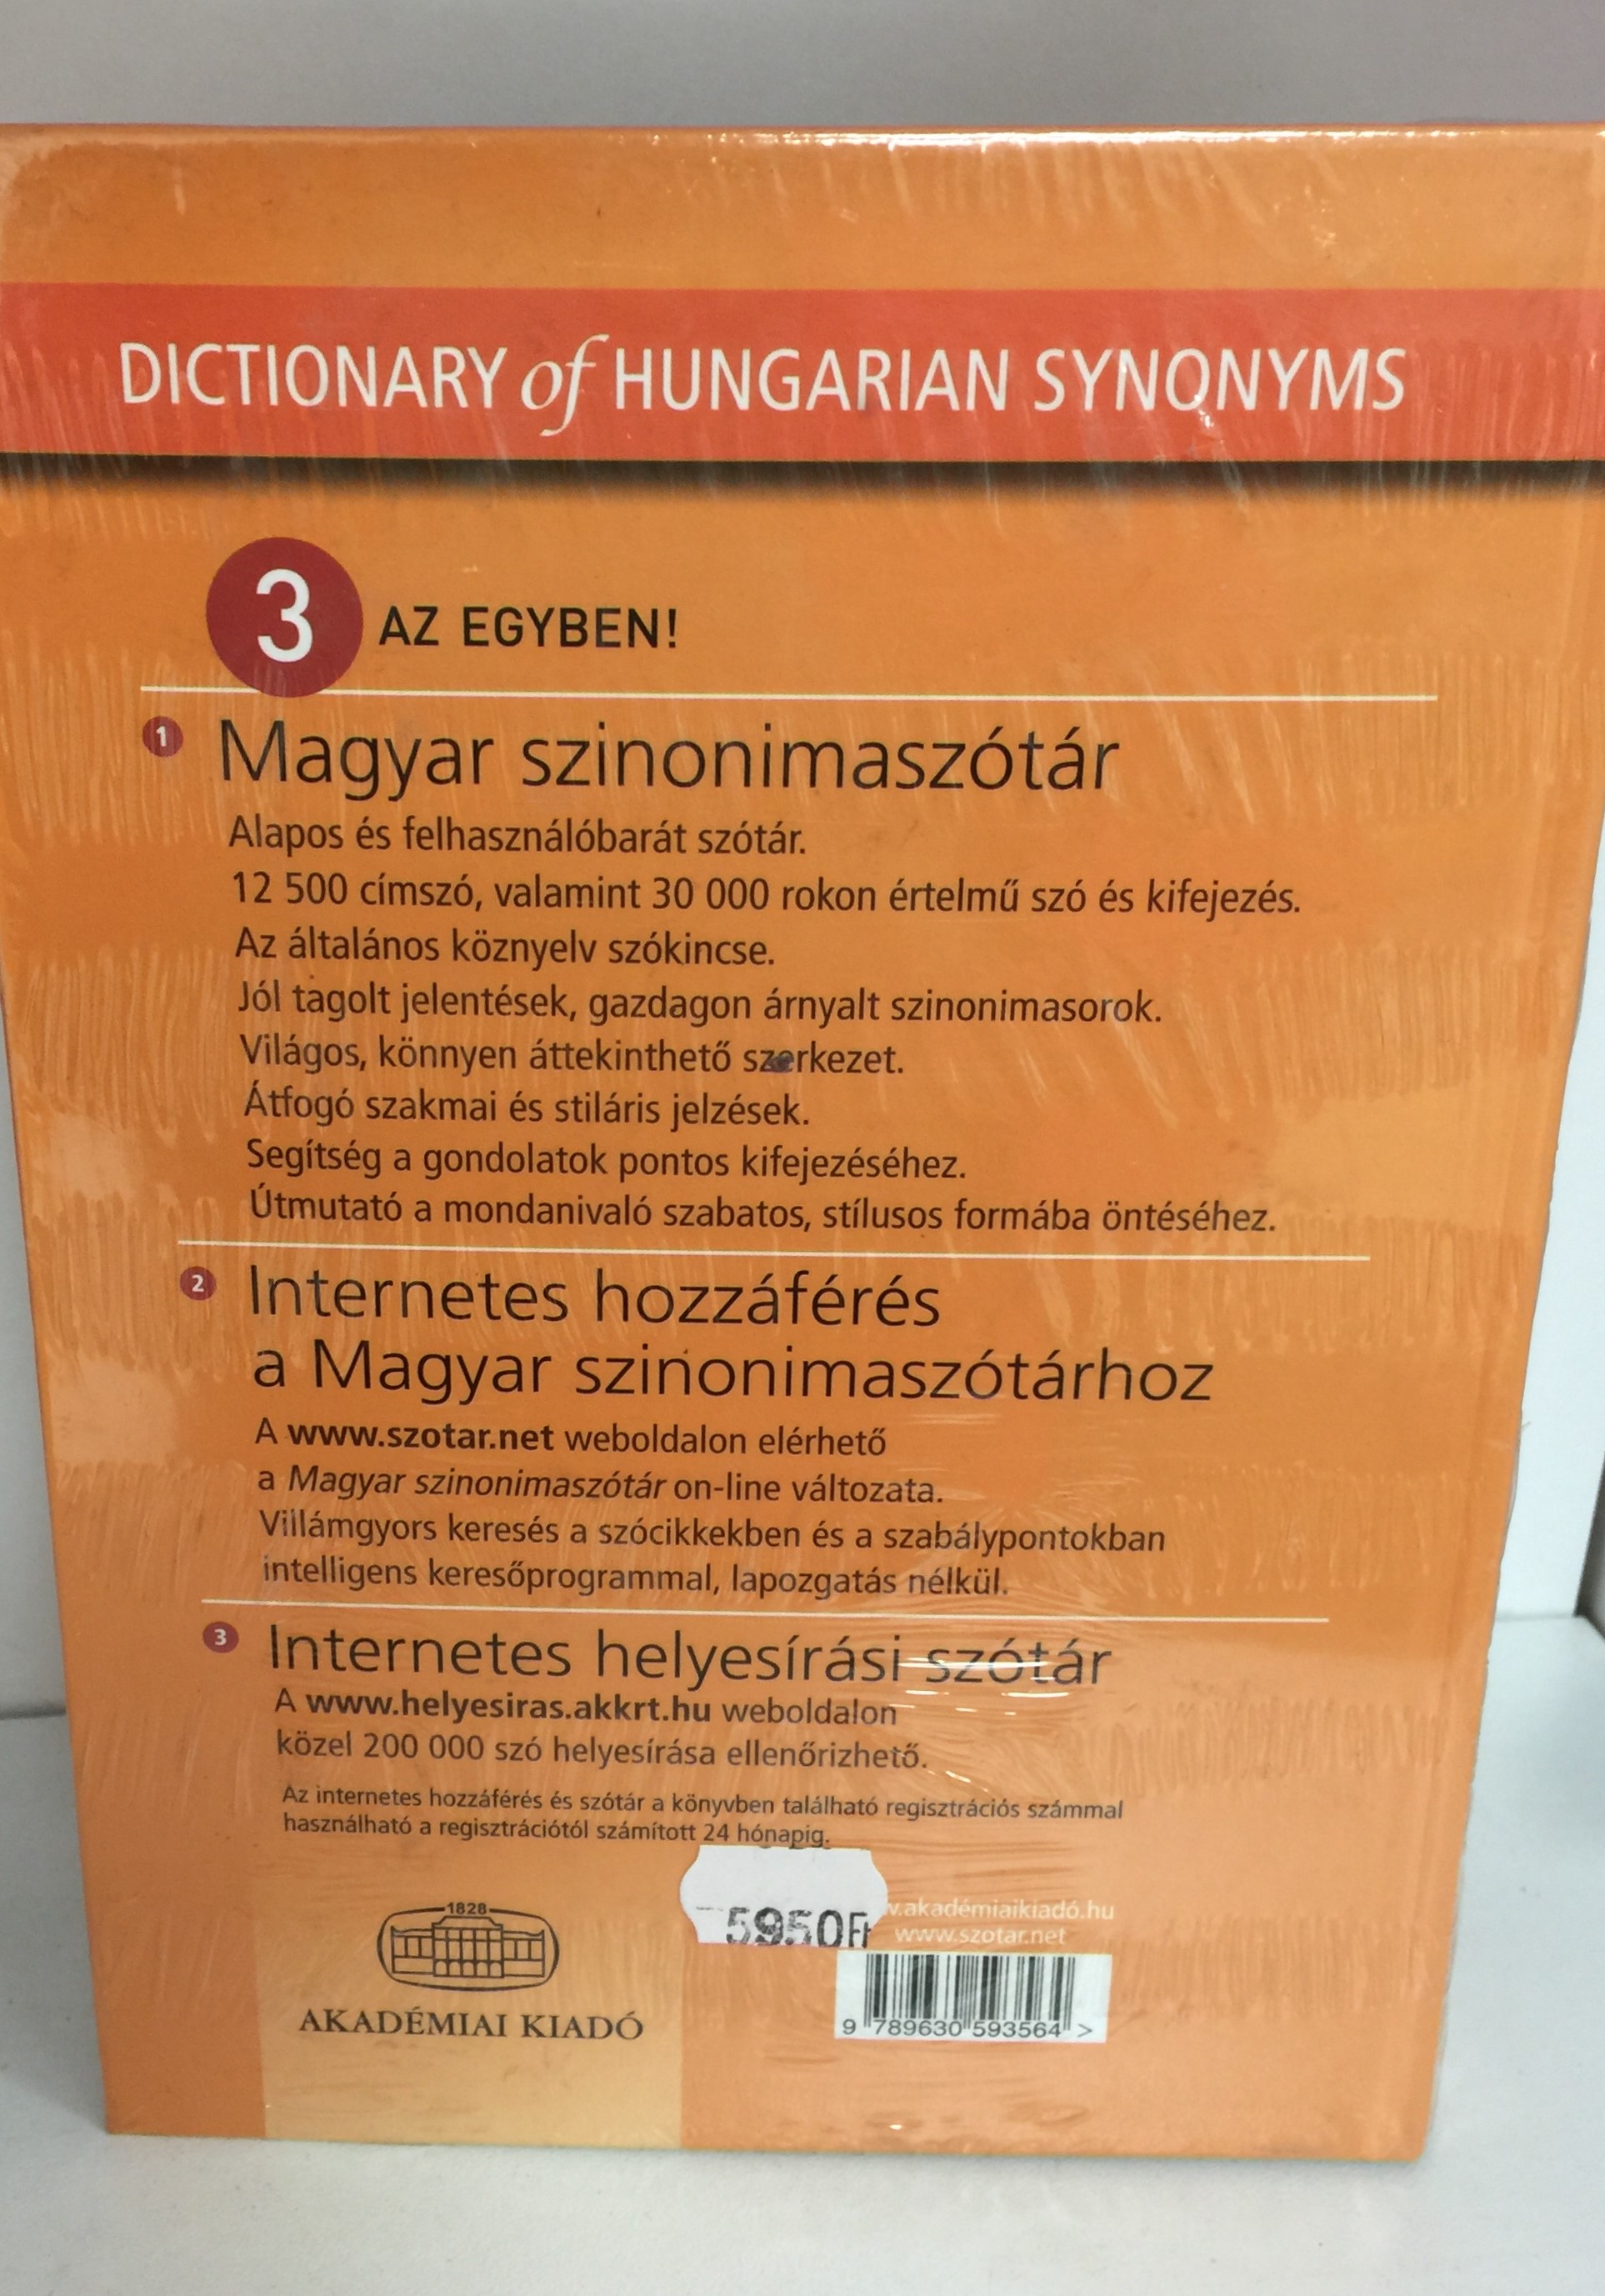 DICTIONARY of HUNGARIAN SYNONYMS
3 AZ EGYBEN!
1 Magyar szinonimaszótár
Alapos és felhasználóbarát szótár.
12 500 címszó, valamint 30 000 rokon értelmű szó és kifejezés.
Az általános köznyelv szókincse.
Jól tagolt jelentések, gazdagon árnyalt szinonimasorok.
Világos, könnyen áttekinthető szerkezet.
Átfogó szakmai és stiláris jelzések.
Segítség a gondolatok pontos kifejezéséhez.
Útmutató a mondanivaló szabatos, stílusos formába öntéséhez.
2 Internetes hozzáférés
a Magyar szinonimaszótárhoz
A www.szotar.net weboldalon elérhető
a Magyar szinonimaszótár on-line változata.
Villámgyors keresés a szócikkekben és a szabálypontokban
intelligens keresőprogrammal, lapozgatás nélkül.
3 Internetes helyesírási szótár
A www.helyesiras.akkrt.hu weboldalon
közel 200 000 szó helyesírása ellenőrizhető.
Az internetes hozzáférés és szótár a könyvben található regisztrációs számmal
használható a regisztrációtól számított 24 hónapig.
1828
AKADÉMIAI KIADÓ
5950Ft
.akadémiaikiadó.hu
www.szotar.net
9 789630 593564 >